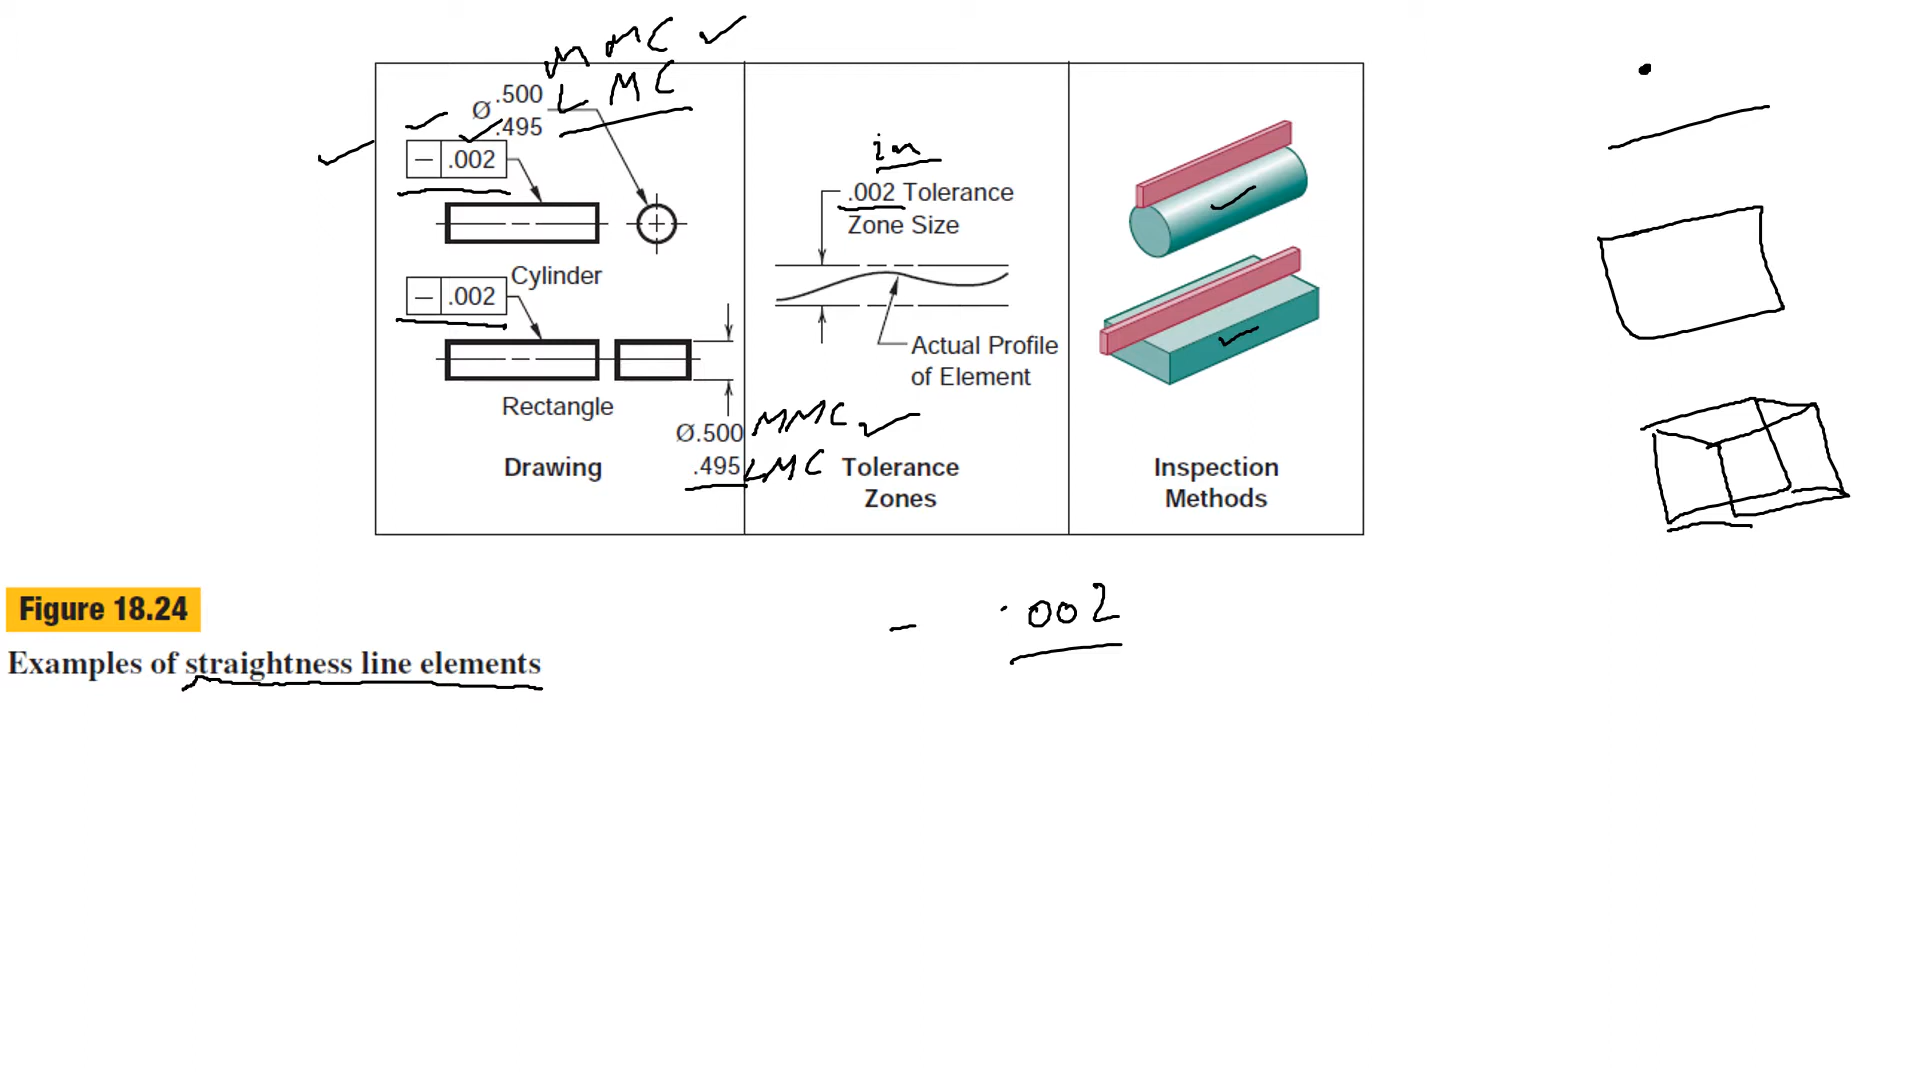 MMC
LMC
Ø .500
.495
— .002
Cylinder
— .002
Rectangle
Ø.500 MMC
.495 LMC
Drawing
in
.002 Tolerance
Zone Size
Actual Profile
of Element
Tolerance
Zones
Inspection
Methods
Figure 18.24
Examples of straightness line elements
— .002